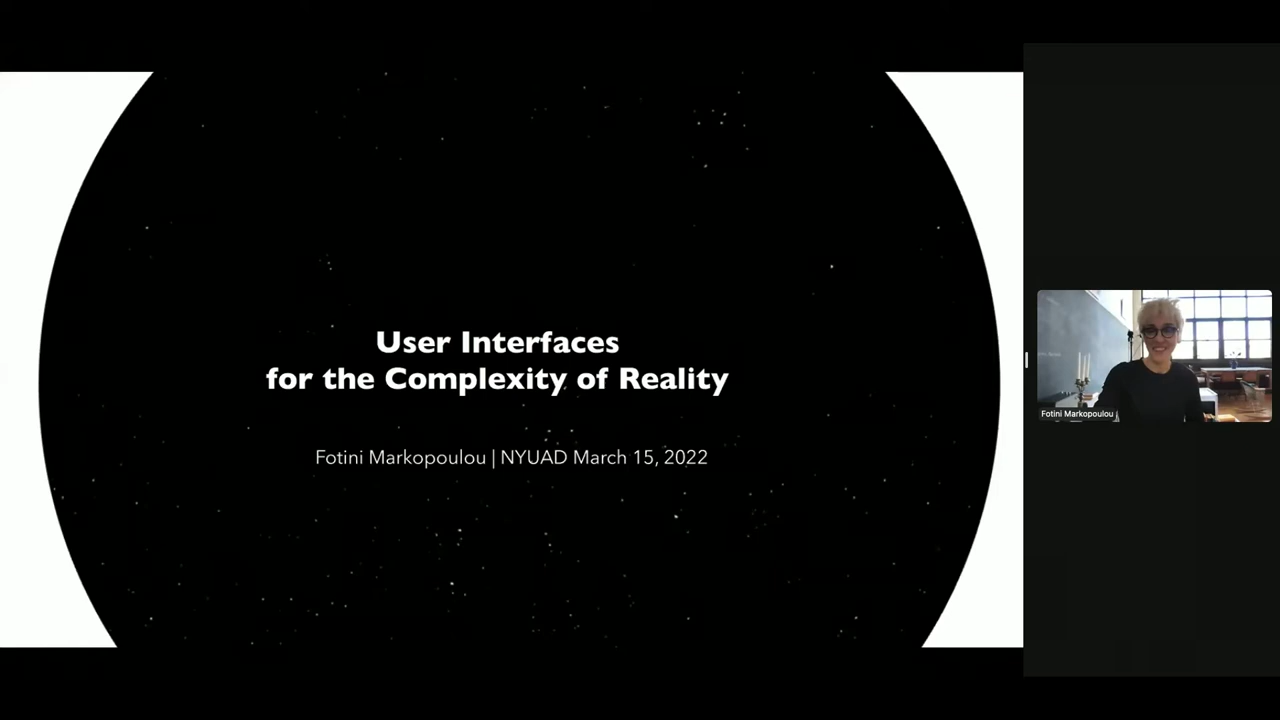 User Interfaces
for the Complexity of Reality
Fotini Markopoulou | NYUAD March 15, 2022
Fotini Markopoulou